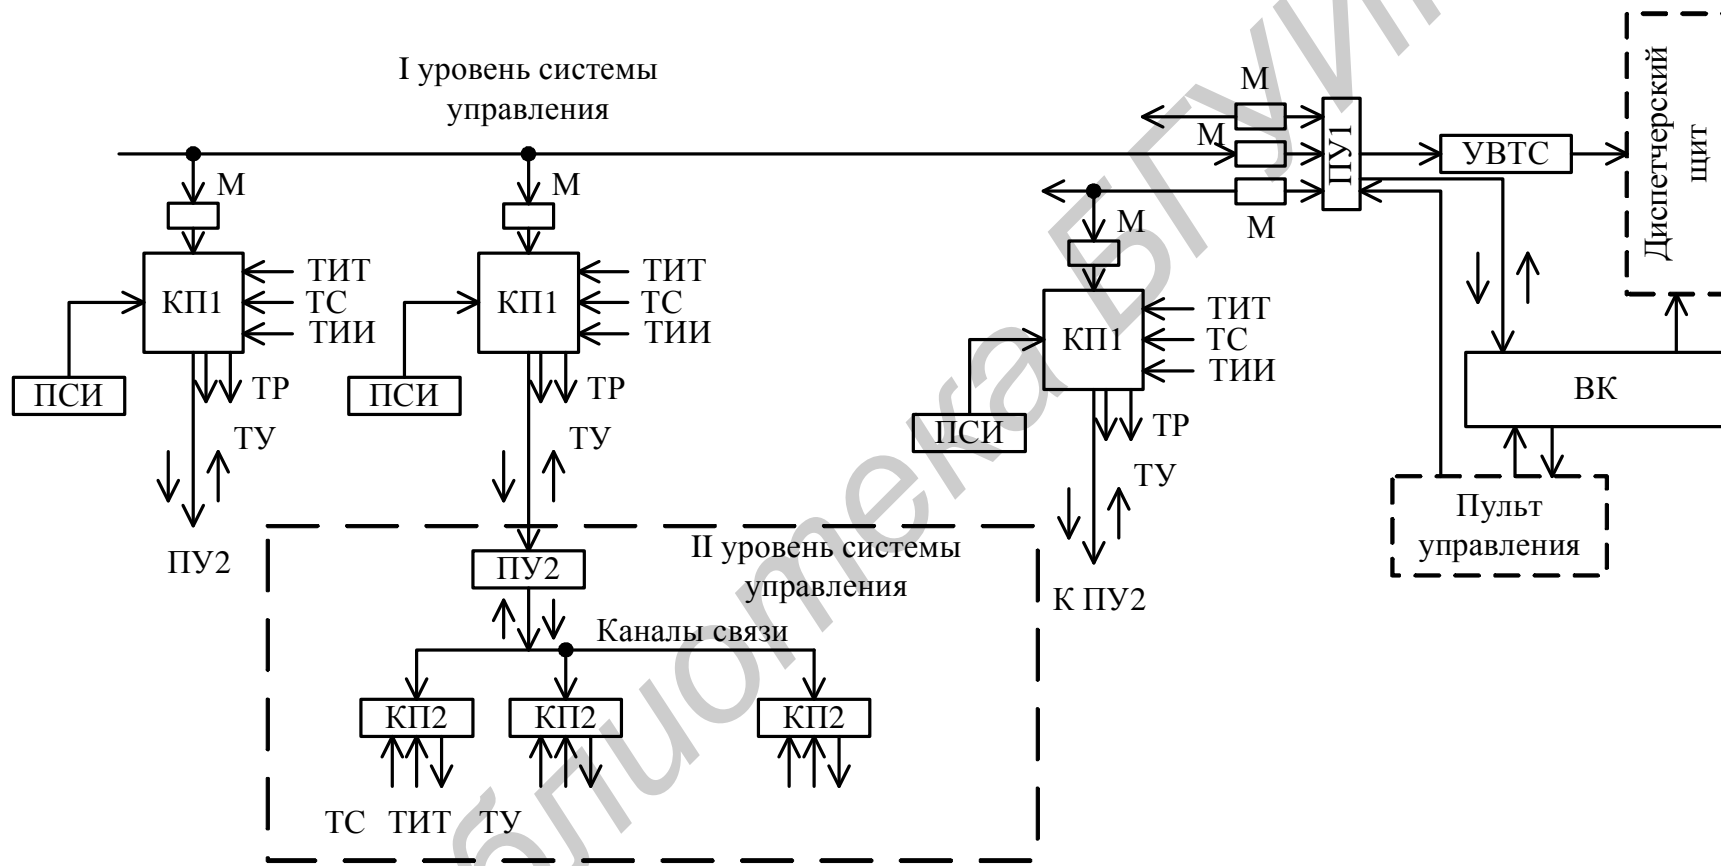 I уровень системы
управления
М
М
М
Диспетчерский
щит
ПУ1
УВТС
М
М
М
КП1
ТИТ
ТС
ТИИ
КП1
ТИТ
ТС
ТИИ
КП1
ТИТ
ТС
ТИИ
ПСИ
ТР
ПСИ
ТР
ПСИ
ТР
ВК
ТУ
ТУ
ТУ
Пульт
управления
ПУ2
II уровень системы
управления
ПУ2
К ПУ2
Каналы связи
КП2
КП2
КП2
ТС ТИТ ТУ